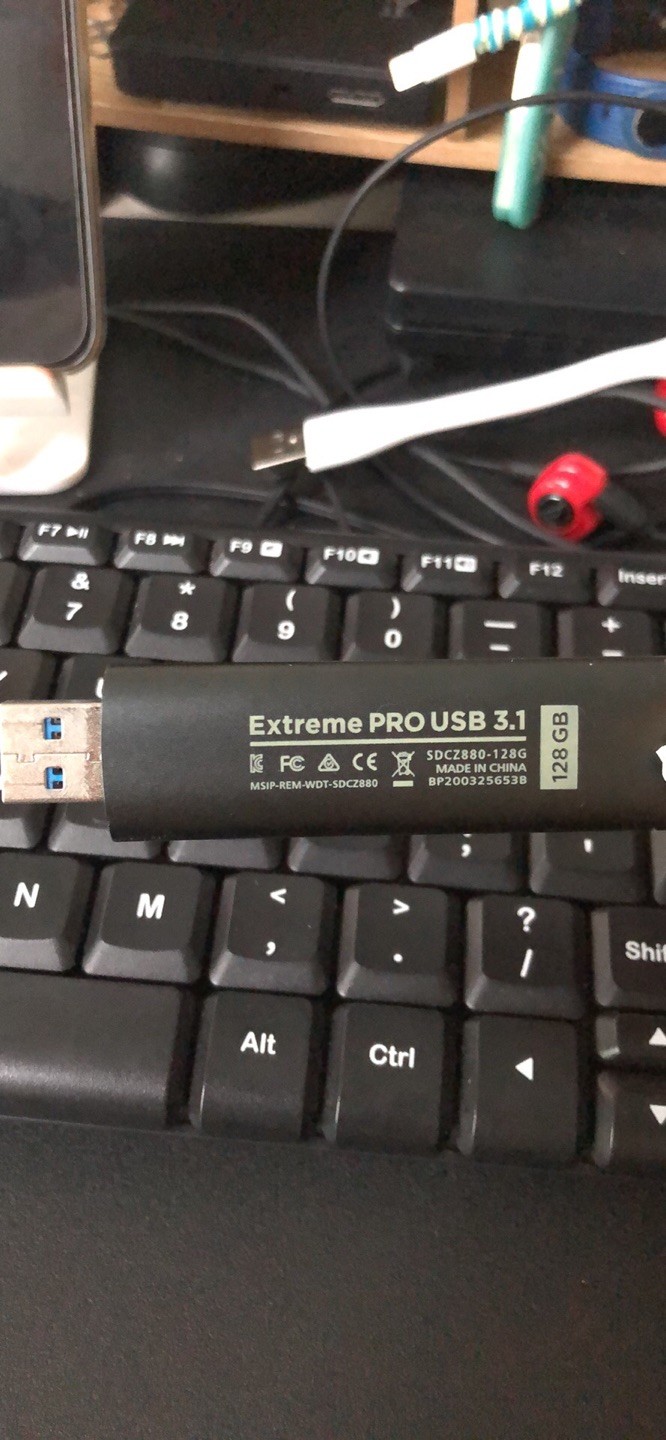 F7
F8
F9
F10
F11
F12
Inser
&
7
*
8
(
9
)
0
—
–
+
=
Extreme PRO USB 3.1
FC CE
SDCZ880-128G
MADE IN CHINA
MSIP-REM-WDT-SDCZ880
BP200325653B
128 GB
;
'
N
M
<
,
>
.
?
/
Shif
Alt
Ctrl